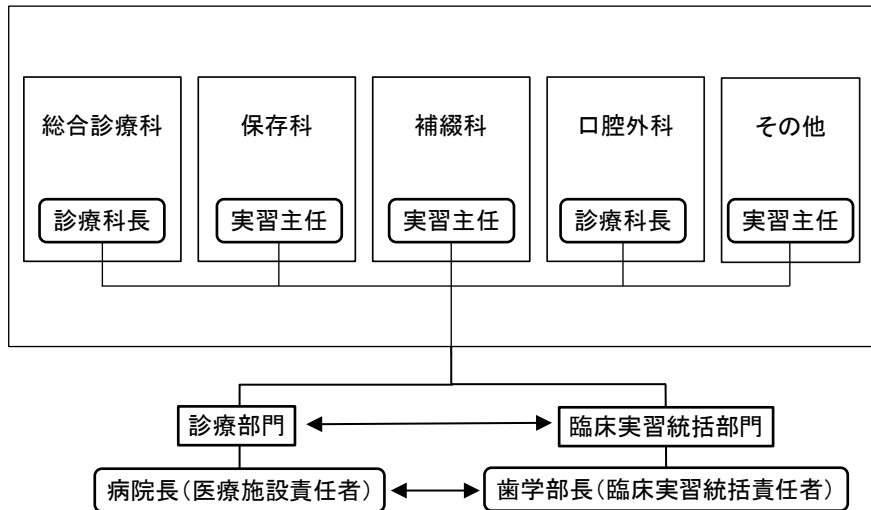 総合診療科
保存科
補綴科
口腔外科
その他
診療科長
実習主任
実習主任
診療科長
実習主任
診療部門
臨床実習統括部門
病院長(医療施設責任者)
歯学部長(臨床実習統括責任者)